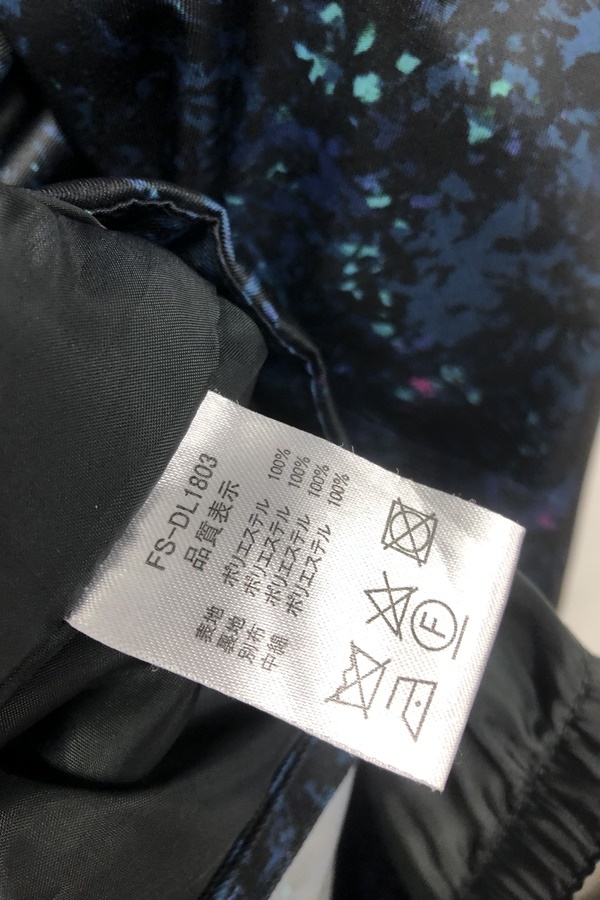 FS-DL1803
品質表示
表地 ポリエステル 100%
裏地 ポリエステル 100%
別布 ポリエステル 100%
中綿 ポリエステル 100%
F